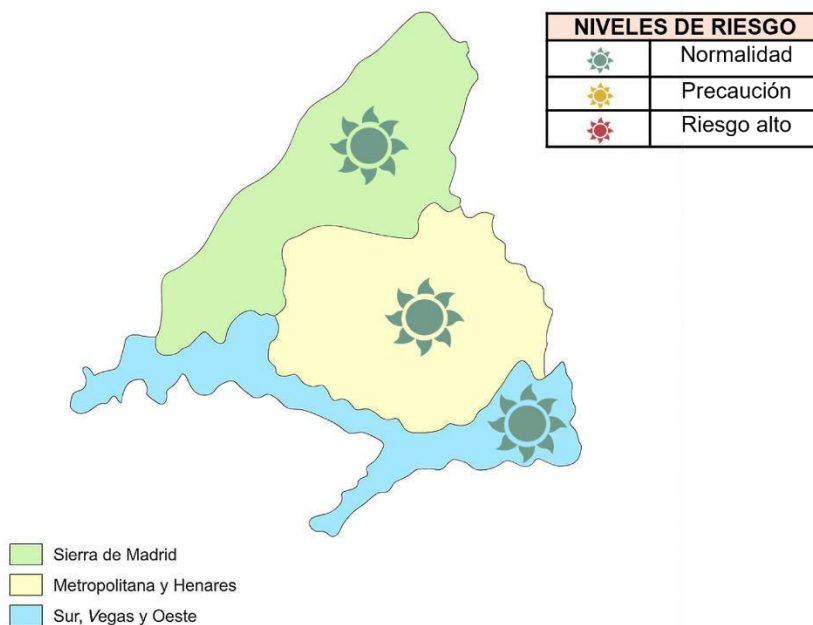 NIVELES DE RIESGO
Normalidad
Precaución
Riesgo alto
Sierra de Madrid
Metropolitana y Henares
Sur, Vegas y Oeste